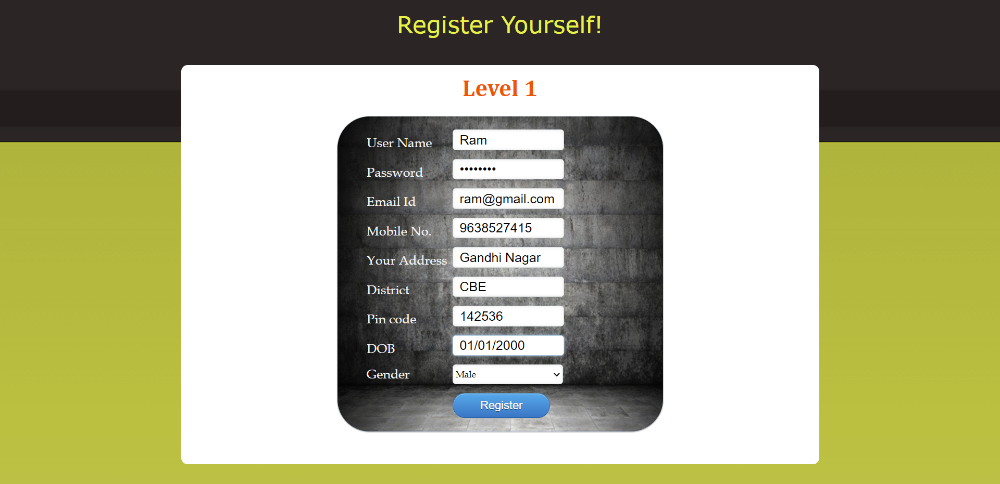 Register Yourself!
Level 1
User Name Ram
Password ••••••••
Email Id ram@gmail.com
Mobile No. 9638527415
Your Address Gandhi Nagar
District CBE
Pin code 142536
DOB 01/01/2000
Gender Male
Register